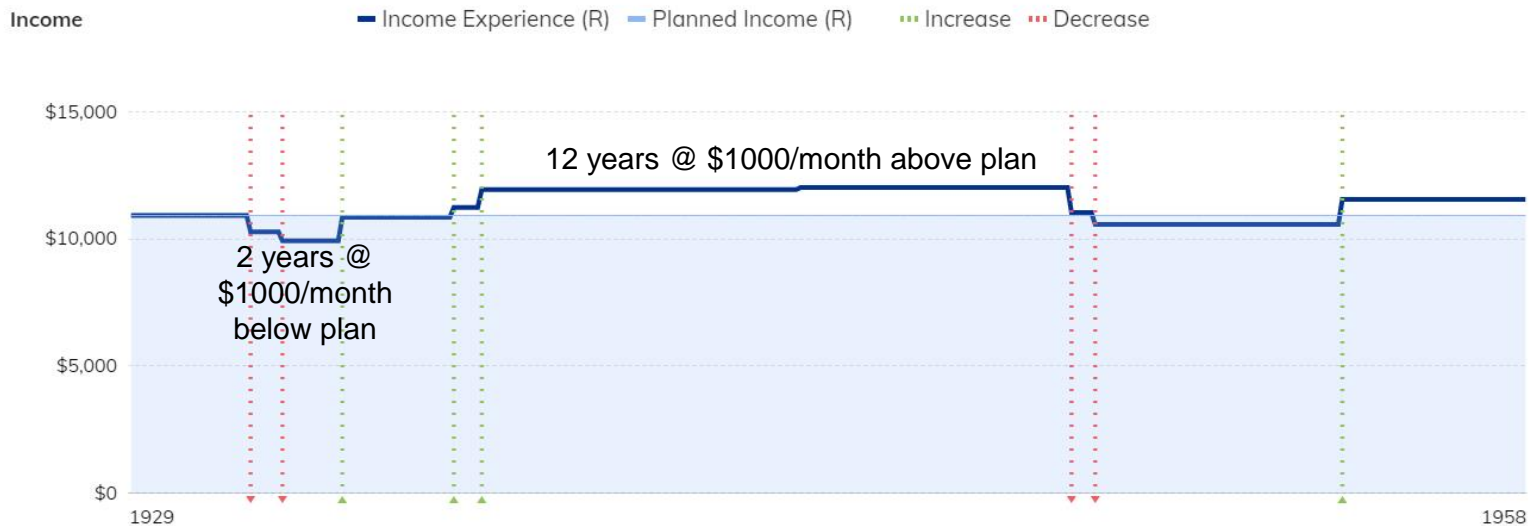 Income
Income Experience (R) Planned Income (R) Increase Decrease
$15,000
12 years @ $1000/month above plan
$10,000
2 years @
$1000/month
below plan
$5,000
$0
1929 1958